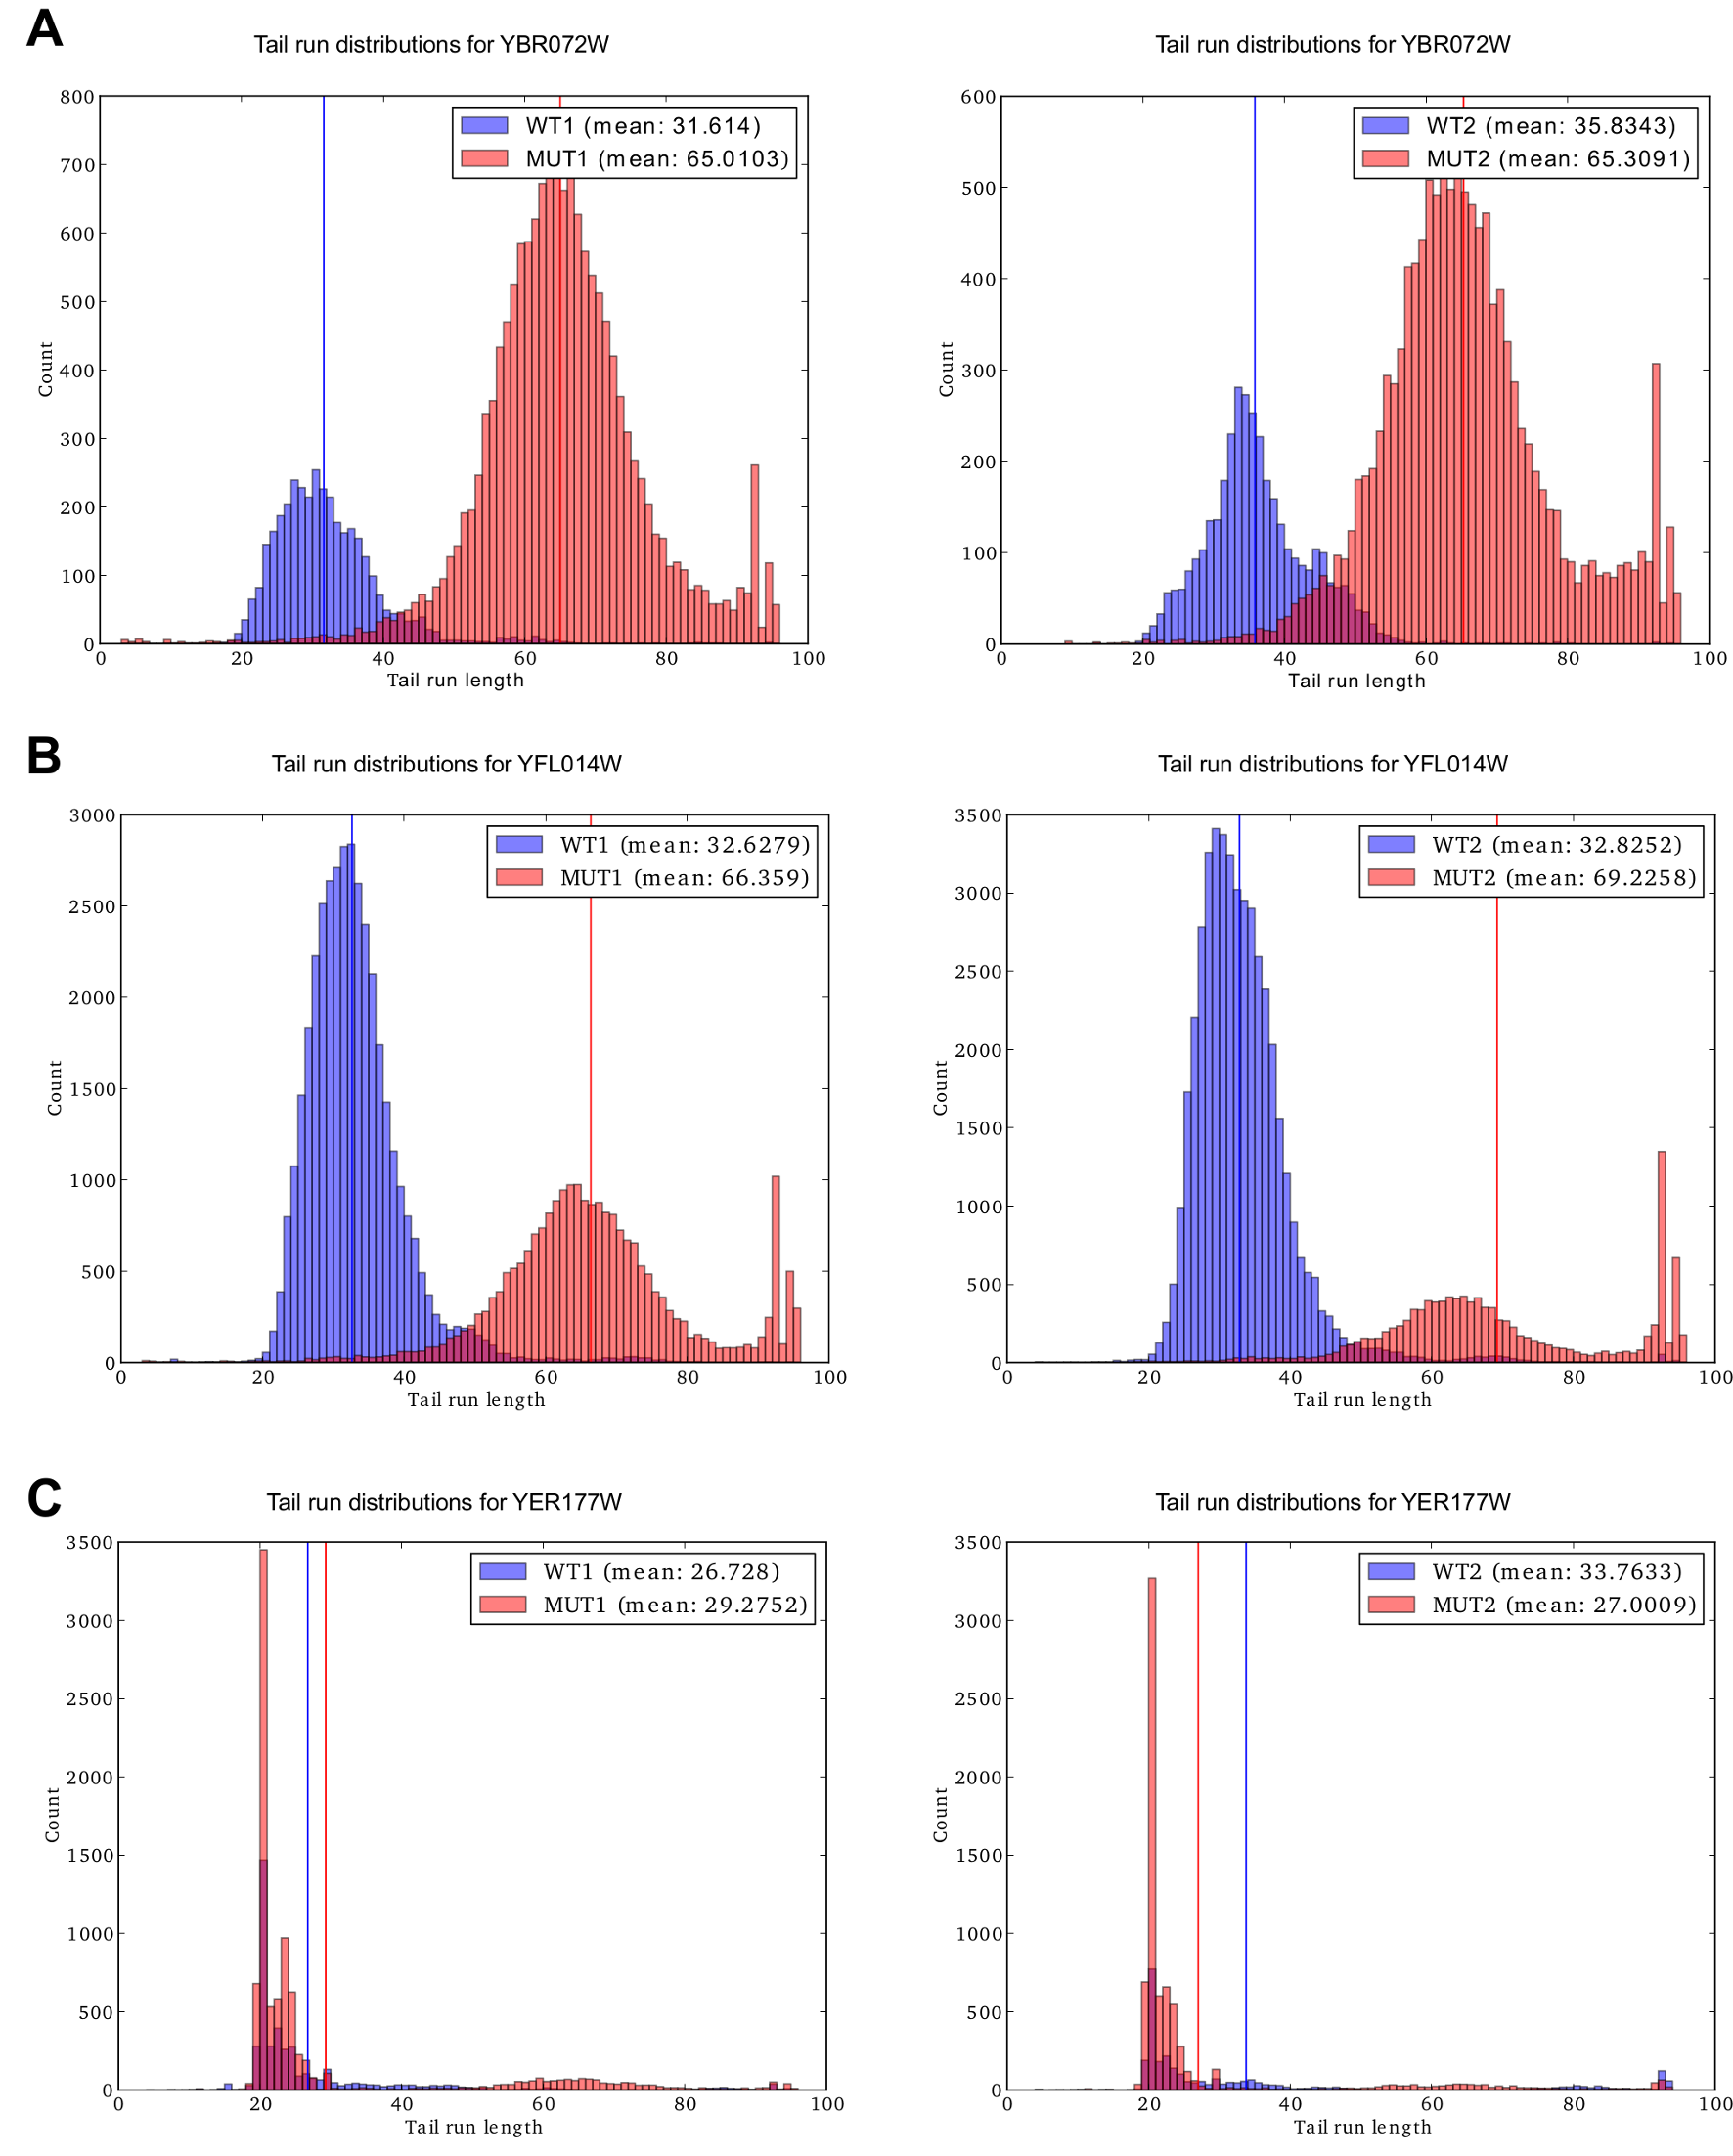 A
Tail run distributions for YBR072W
800
700
600
500
400
300
200
100
0
0 20 40 60 80 100
Count
Tail run length
WT1 (mean: 31.614)
MUT1 (mean: 65.0103)
Tail run distributions for YBR072W
600
500
400
300
200
100
0
0 20 40 60 80 100
Count
Tail run length
WT2 (mean: 35.8343)
MUT2 (mean: 65.3091)
B
Tail run distributions for YFL014W
3000
2500
2000
1500
1000
500
0
0 20 40 60 80 100
Count
Tail run length
WT1 (mean: 32.6279)
MUT1 (mean: 66.359)
Tail run distributions for YFL014W
3500
3000
2500
2000
1500
1000
500
0
0 20 40 60 80 100
Count
Tail run length
WT2 (mean: 32.8252)
MUT2 (mean: 69.2258)
C
Tail run distributions for YER177W
3500
3000
2500
2000
1500
1000
500
0
0 20 40 60 80 100
Count
Tail run length
WT1 (mean: 26.728)
MUT1 (mean: 29.2752)
Tail run distributions for YER177W
3500
3000
2500
2000
1500
1000
500
0
0 20 40 60 80 100
Count
Tail run length
WT2 (mean: 33.7633)
MUT2 (mean: 27.0009)